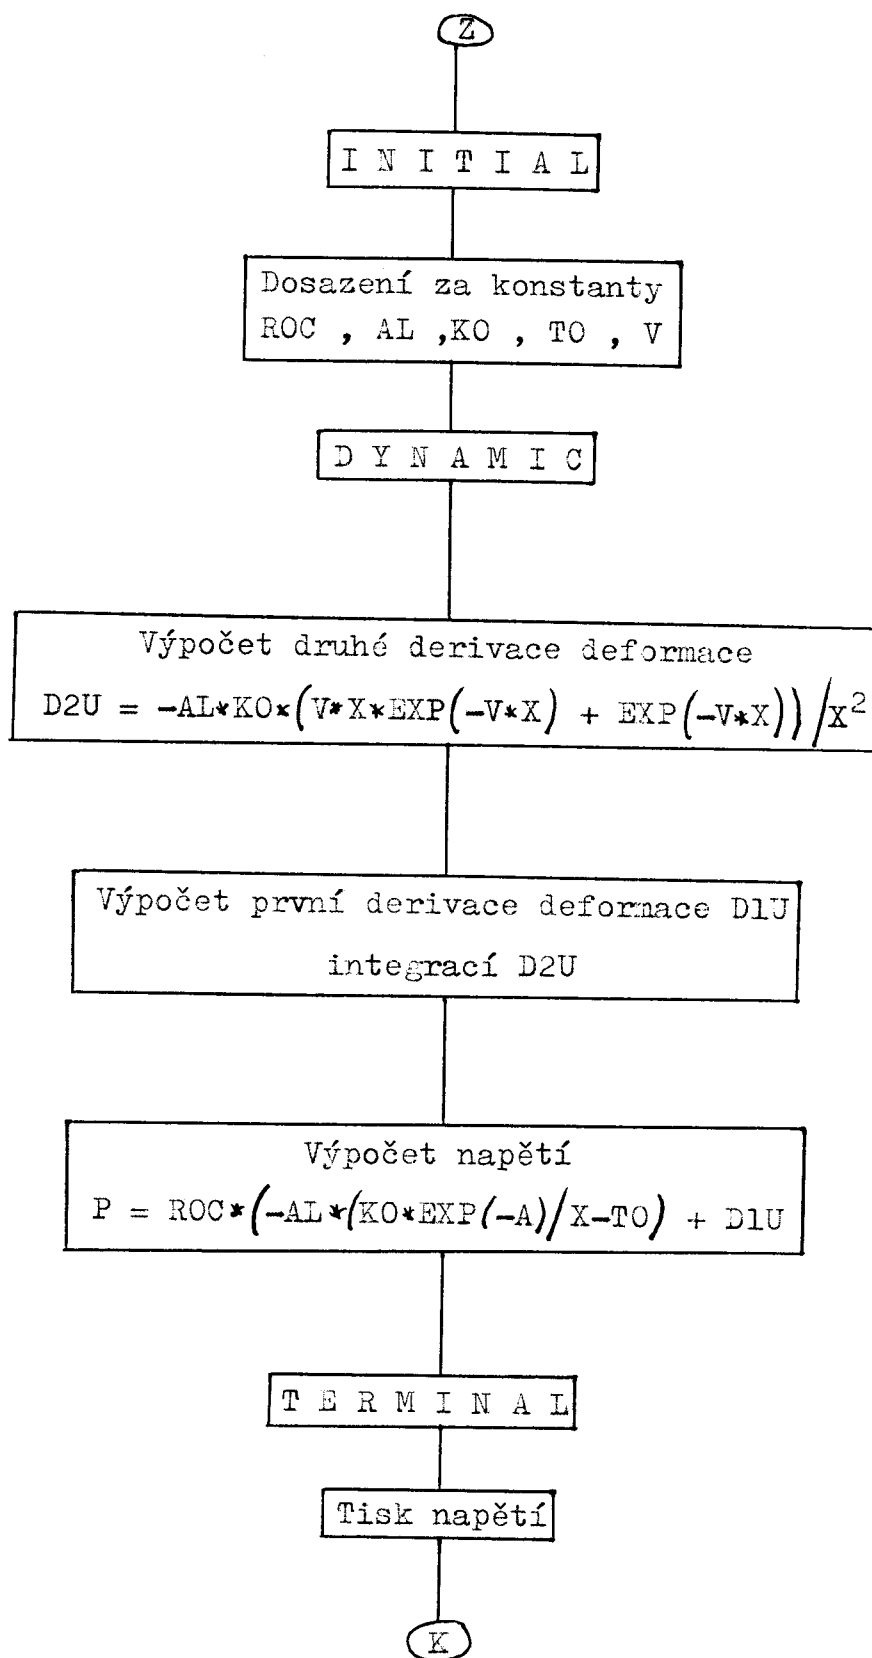 Z
I N I T I A L
Dosazení za konstanty
ROC , AL ,KO , TO , V
D Y N A M I C
Výpočet druhé derivace deformace
D2U = -AL*KO*(V*X*EXP(-V*X) + EXP(-V*X))/X²
Výpočet první derivace deformace D1U
integrací D2U
Výpočet napětí
P = ROC*(-AL*(KO*EXP(-A)/X-TO) + D1U
T E R M I N A L
Tisk napětí
K